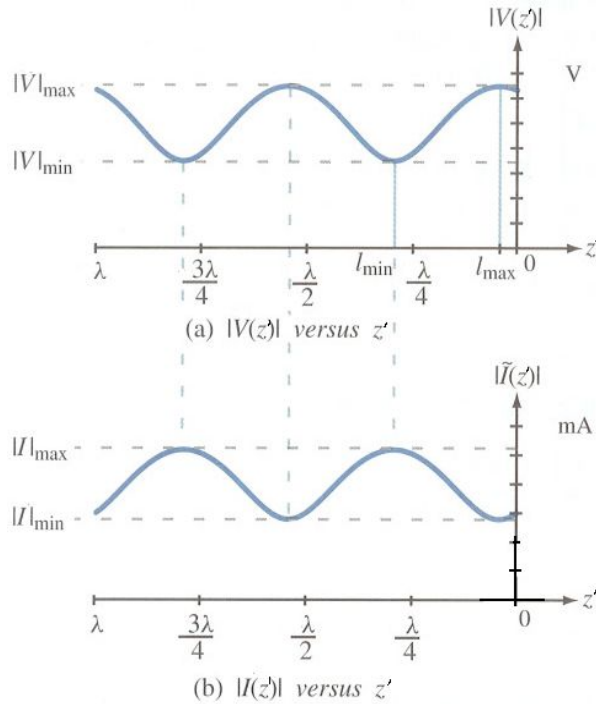 |V(z')|
|V|max
V
|V|min
λ
3λ/4
λ/2
lmin
λ/4
lmax
0
z'
(a) |V(z')| versus z'
|Ĩ(z')|
mA
|I|max
|I|min
λ
3λ/4
λ/2
λ/4
0
z'
(b) |I(z')| versus z'